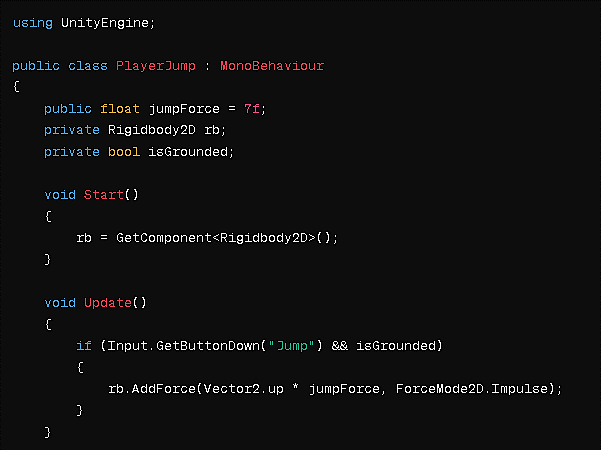 using UnityEngine;
public class PlayerJump : MonoBehaviour
{
public float jumpForce = 7f;
private Rigidbody2D rb;
private bool isGrounded;
void Start()
{
rb = GetComponent<Rigidbody2D>();
}
void Update()
{
if (Input.GetButtonDown("Jump") && isGrounded)
{
rb.AddForce(Vector2.up * jumpForce, ForceMode2D.Impulse);
}
}